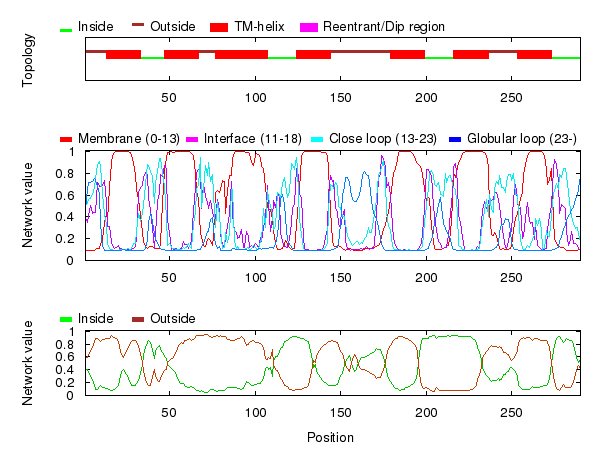 Inside Outside TM-helix Reentrant/Dip region
Topology
50 100 150 200 250
Membrane (0-13) Interface (11-18) Close loop (13-23) Globular loop (23-)
Network value
1
0.8
0.6
0.4
0.2
0
50 100 150 200 250
Inside Outside
Network value
1
0.8
0.6
0.4
0.2
0
50 100 150 200 250
Position